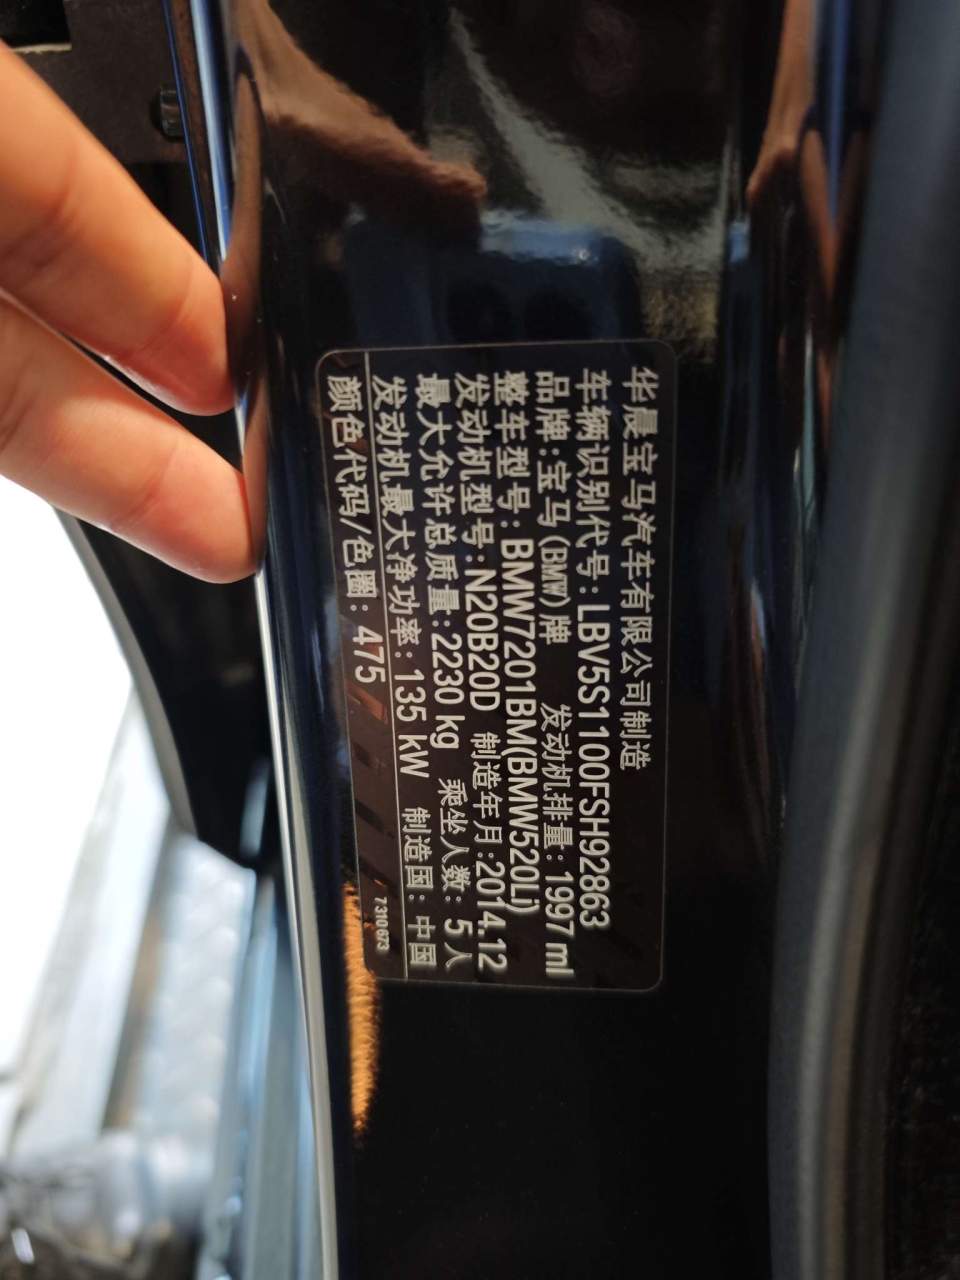 华晨宝马汽车有限公司制造
车辆识别代号:LBV5S1100FSH92863
品牌:宝马(BMW)牌 发动机排量:1997 ml
整车型号:BMW7201BM(BMW520Li)
发动机型号:N20B20D 制造年月:2014.12
最大允许总质量:2230 kg 乘坐人数:5人
发动机最大净功率:135 kW 制造国:中国
颜色代码/色圈:475 7310673